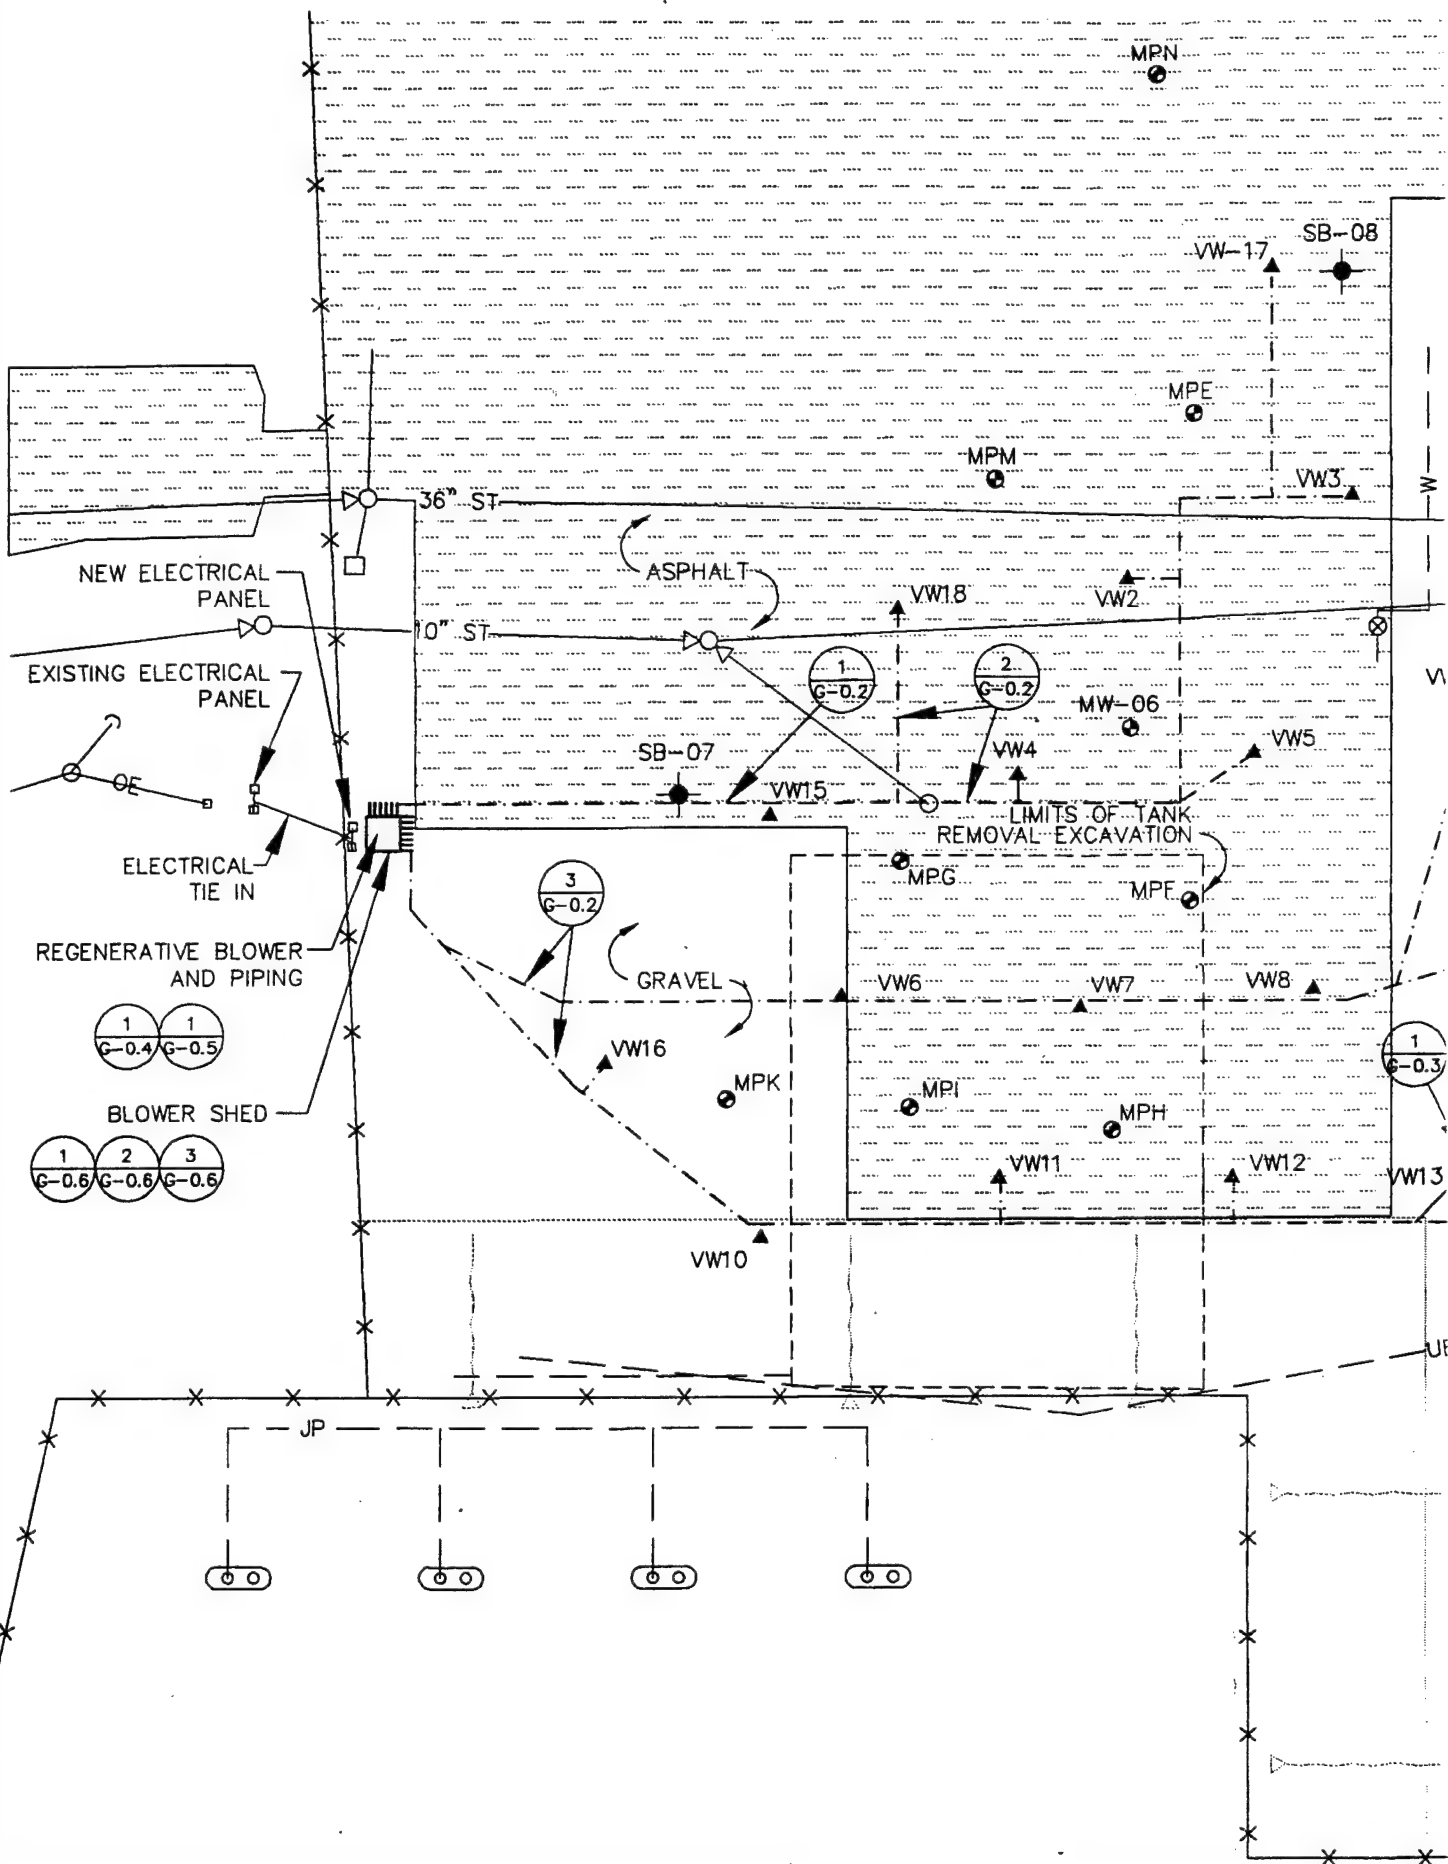 MPN
SB-08
VW-17
MPE
MPM
VW3
36" ST
W
ASPHALT
NEW ELECTRICAL
PANEL
VW18
VW2
10" ST
EXISTING ELECTRICAL
PANEL
1
G-0.2
2
G-0.2
MW-06
VW5
SB-07
VW4
OE
VW15
LIMITS OF TANK
REMOVAL EXCAVATION
ELECTRICAL
TIE IN
MPG
MPF
3
G-0.2
REGENERATIVE BLOWER
AND PIPING
GRAVEL
VW6
VW7
VW8
1
G-0.4
1
G-0.5
1
G-0.3
VW16
MPK
MPI
MPH
BLOWER SHED
1
G-0.6
2
G-0.6
3
G-0.6
VW11
VW12
VW13
VW10
JP